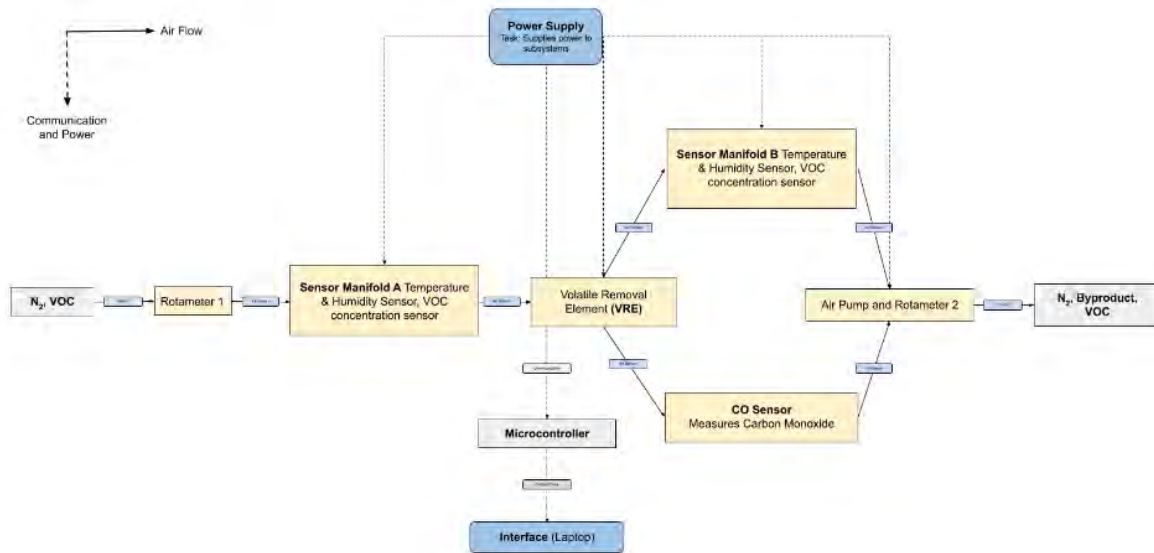 Power Supply
Task: Supplies power to
subsystems
Air Flow
Communication
and Power
Sensor Manifold B Temperature
& Humidity Sensor, VOC
concentration sensor
N₂, VOC
Rotameter 1
Sensor Manifold A Temperature
& Humidity Sensor, VOC
concentration sensor
Volatile Removal
Element (VRE)
Air Pump and Rotameter 2
N₂, Byproduct,
VOC
CO Sensor
Measures Carbon Monoxide
Microcontroller
Interface (Laptop)